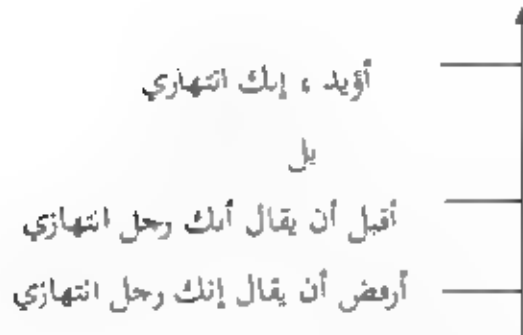 أؤيد ، إنك انتهازي
بل
أقبل أن يقال أنك رجل انتهازي
أرفض أن يقال إنك رجل انتهازي